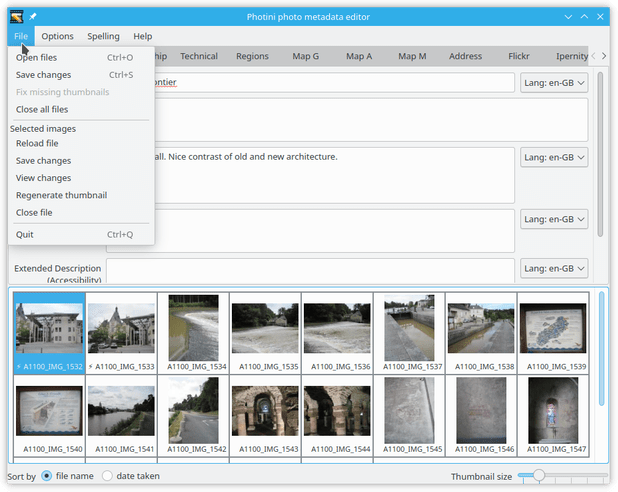 Photini photo metadata editor
File Options Spelling Help
hip Technical Regions Map G Map A Map M Address Flickr Ipernity
Open files Ctrl+O
Save changes Ctrl+S
Fix missing thumbnails
Close all files
Selected images
Reload file
Save changes
View changes
Regenerate thumbnail
Close file
Quit Ctrl+Q
ontier Lang: en-GB
all. Nice contrast of old and new architecture. Lang: en-GB
Lang: en-GB
Extended Description Lang: en-GB
(Accessibility)
A1100_IMG_1532 A1100_IMG_1533 A1100_IMG_1534 A1100_IMG_1535 A1100_IMG_1536 A1100_IMG_1537 A1100_IMG_1538 A1100_IMG_1539
A1100_IMG_1540 A1100_IMG_1541 A1100_IMG_1542 A1100_IMG_1543 A1100_IMG_1544 A1100_IMG_1545 A1100_IMG_1546 A1100_IMG_1547
Sort by file name date taken Thumbnail size